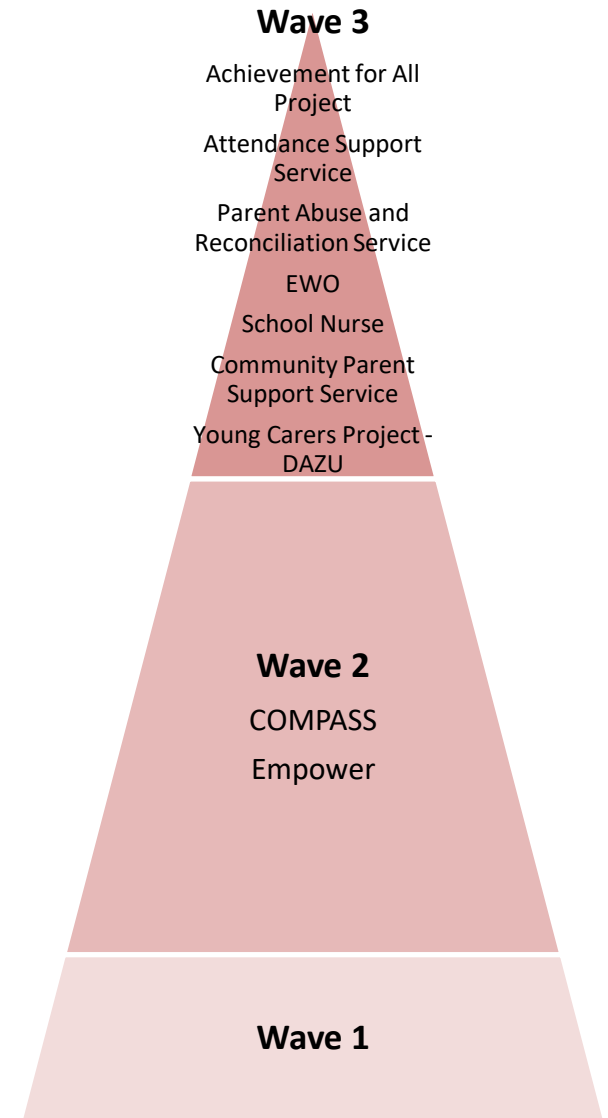 Wave 3
Achievement for All
Project
Attendance Support
Service
Parent Abuse and
Reconciliation Service
EWO
School Nurse
Community Parent
Support Service
Young Carers Project -
DAZU
Wave 2
COMPASS
Empower
Wave 1